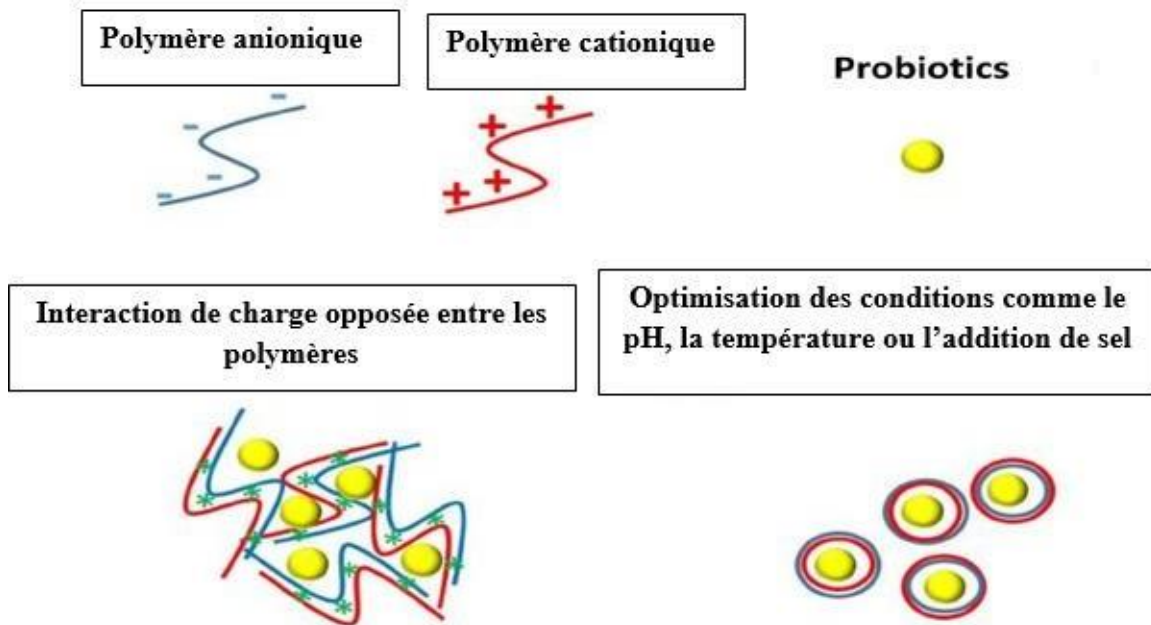 Polymère anionique
Polymère cationique
Probiotics
Interaction de charge opposée entre les
polymères
Optimisation des conditions comme le
pH, la température ou l’addition de sel